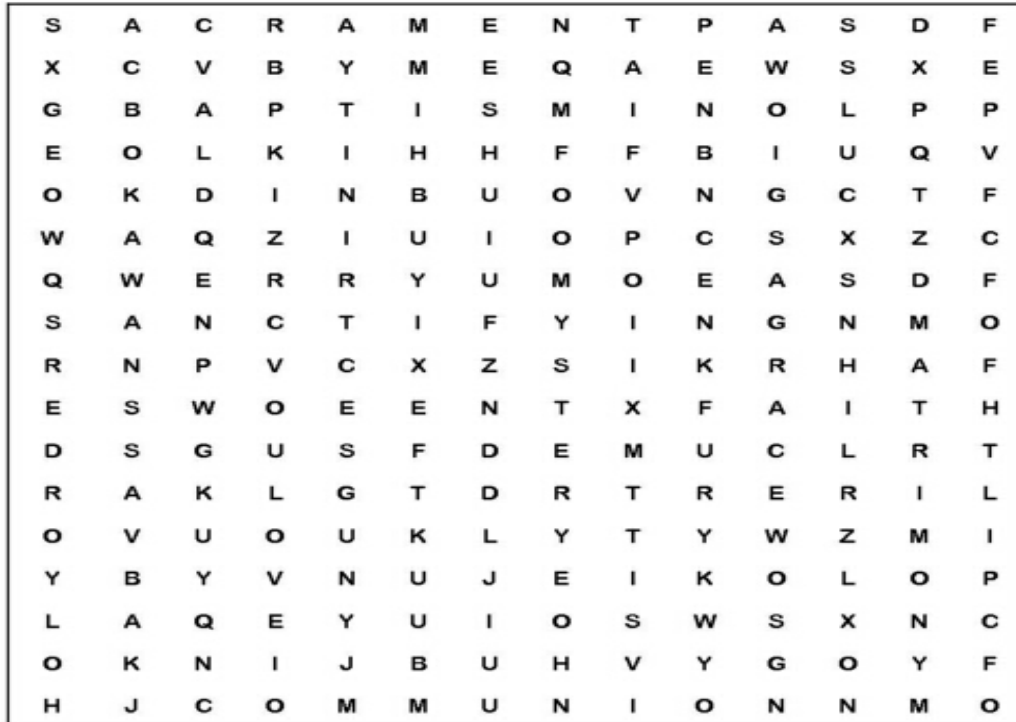 S A C R A M E N T P A S D F
X C V B Y M E Q A E W S X E
G B A P T I S M I N O L P P
E O L K I H H F F B I U Q V
O K D I N B U O V N G C T F
W A Q Z I U I O P C S X Z C
Q W E R R Y U M O E A S D F
S A N C T I F Y I N G N M O
R N P V C X Z S I K R H A F
E S W O E E N T X F A I T H
D S G U S F D E M U C L R T
R A K L G T D R T R E R I L
O V U O U K L Y T Y W Z M I
Y B Y V N U J E I K O L O P
L A Q E Y U I O S W S X N C
O K N I J B U H V Y G O Y F
H J C O M M U N I O N N M O